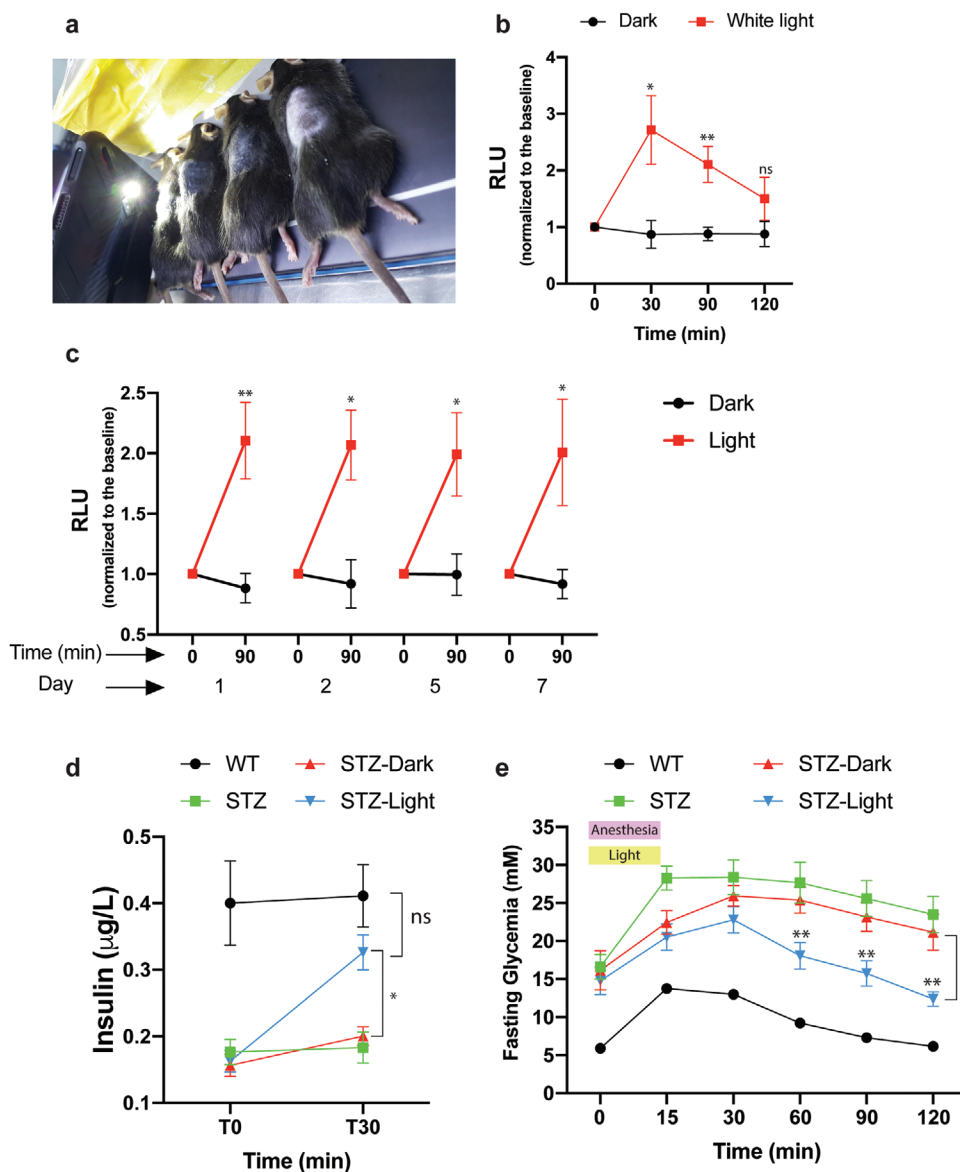 a
b
Dark White light
4
3
2
1
0
RLU
(normalized to the baseline)
*
**
ns
0 30 90 120
Time (min)
c
2.5
2.0
1.5
1.0
0.5
RLU
(normalized to the baseline)
** * * *
Dark
Light
Time (min) 0 90 0 90 0 90 0 90
Day 1 2 5 7
d
WT STZ-Dark
STZ STZ-Light
0.5
0.4
0.3
0.2
0.1
Insulin (µg/L)
ns
*
T0 T30
Time (min)
e
WT STZ-Dark
STZ STZ-Light
Anesthesia
Light
35
30
25
20
15
10
5
0
Fasting Glycemia (mM)
** ** **
0 15 30 60 90 120
Time (min)